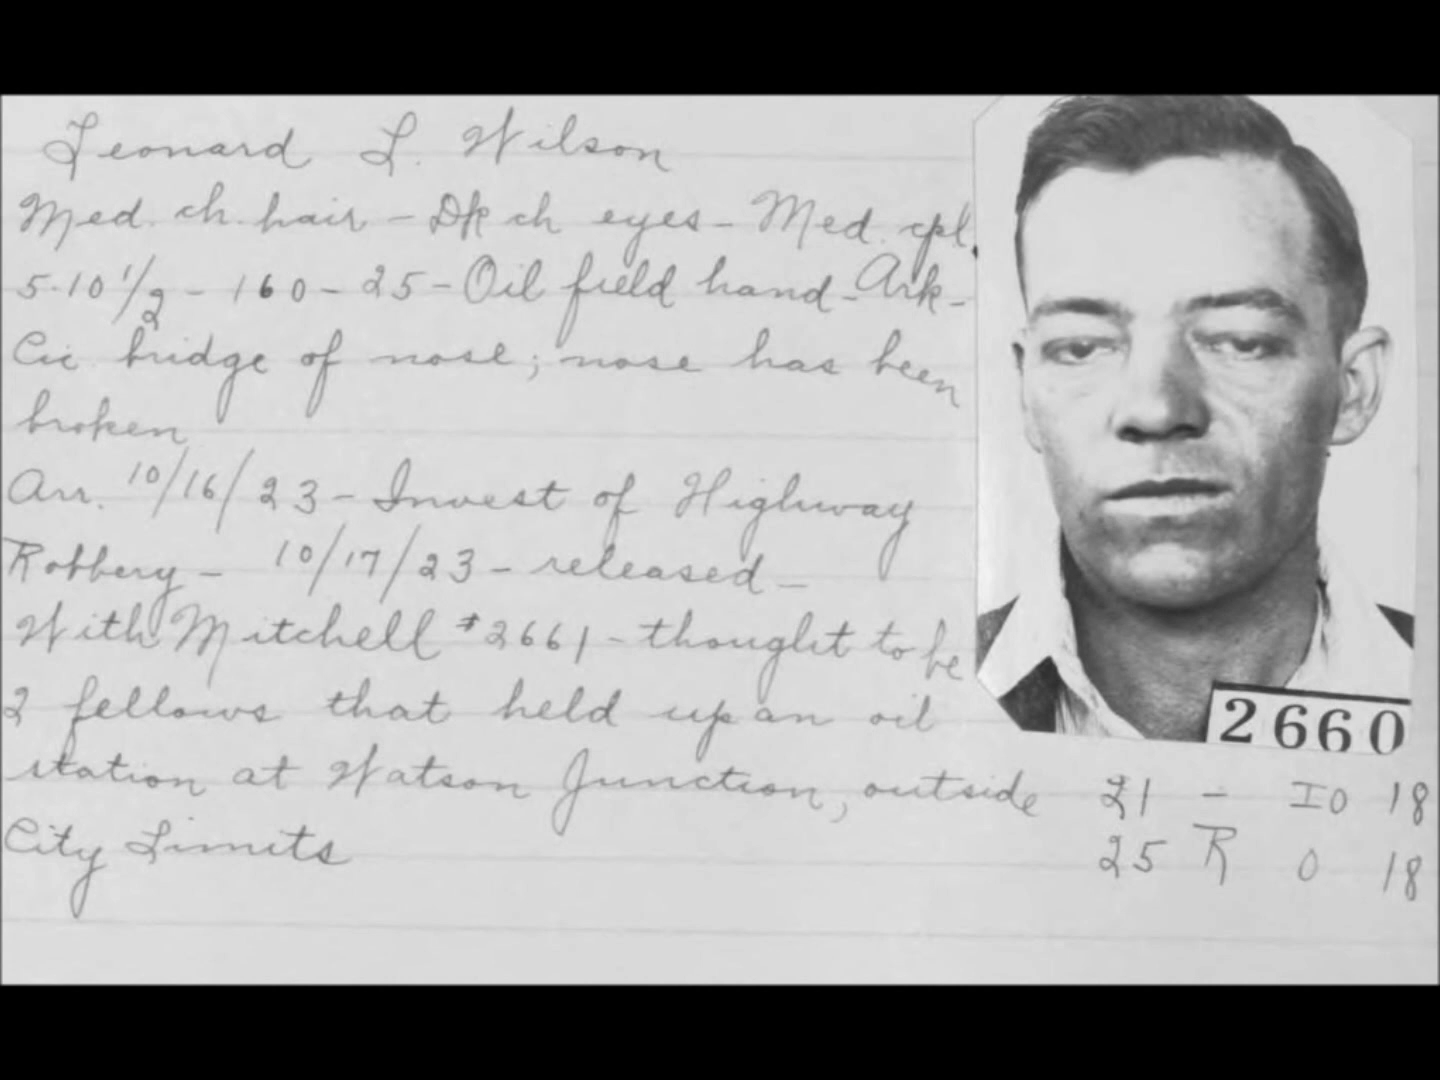 Leonard L. Wilson
Med. ch. hair - Dk ch eyes - Med. cpl.
5-10 1/2 - 160 - 25 - Oil field hand - Ark -
Cic bridge of nose; nose has been
broken
Arr. 10/16/23 - Invest of Highway
Robbery - 10/17/23 - released -
With Mitchell #2661 - thought to be
2 fellows that held up an oil
station at Watson Junction, outside
City Limits
2660
21 - IO 18
25 R O 18